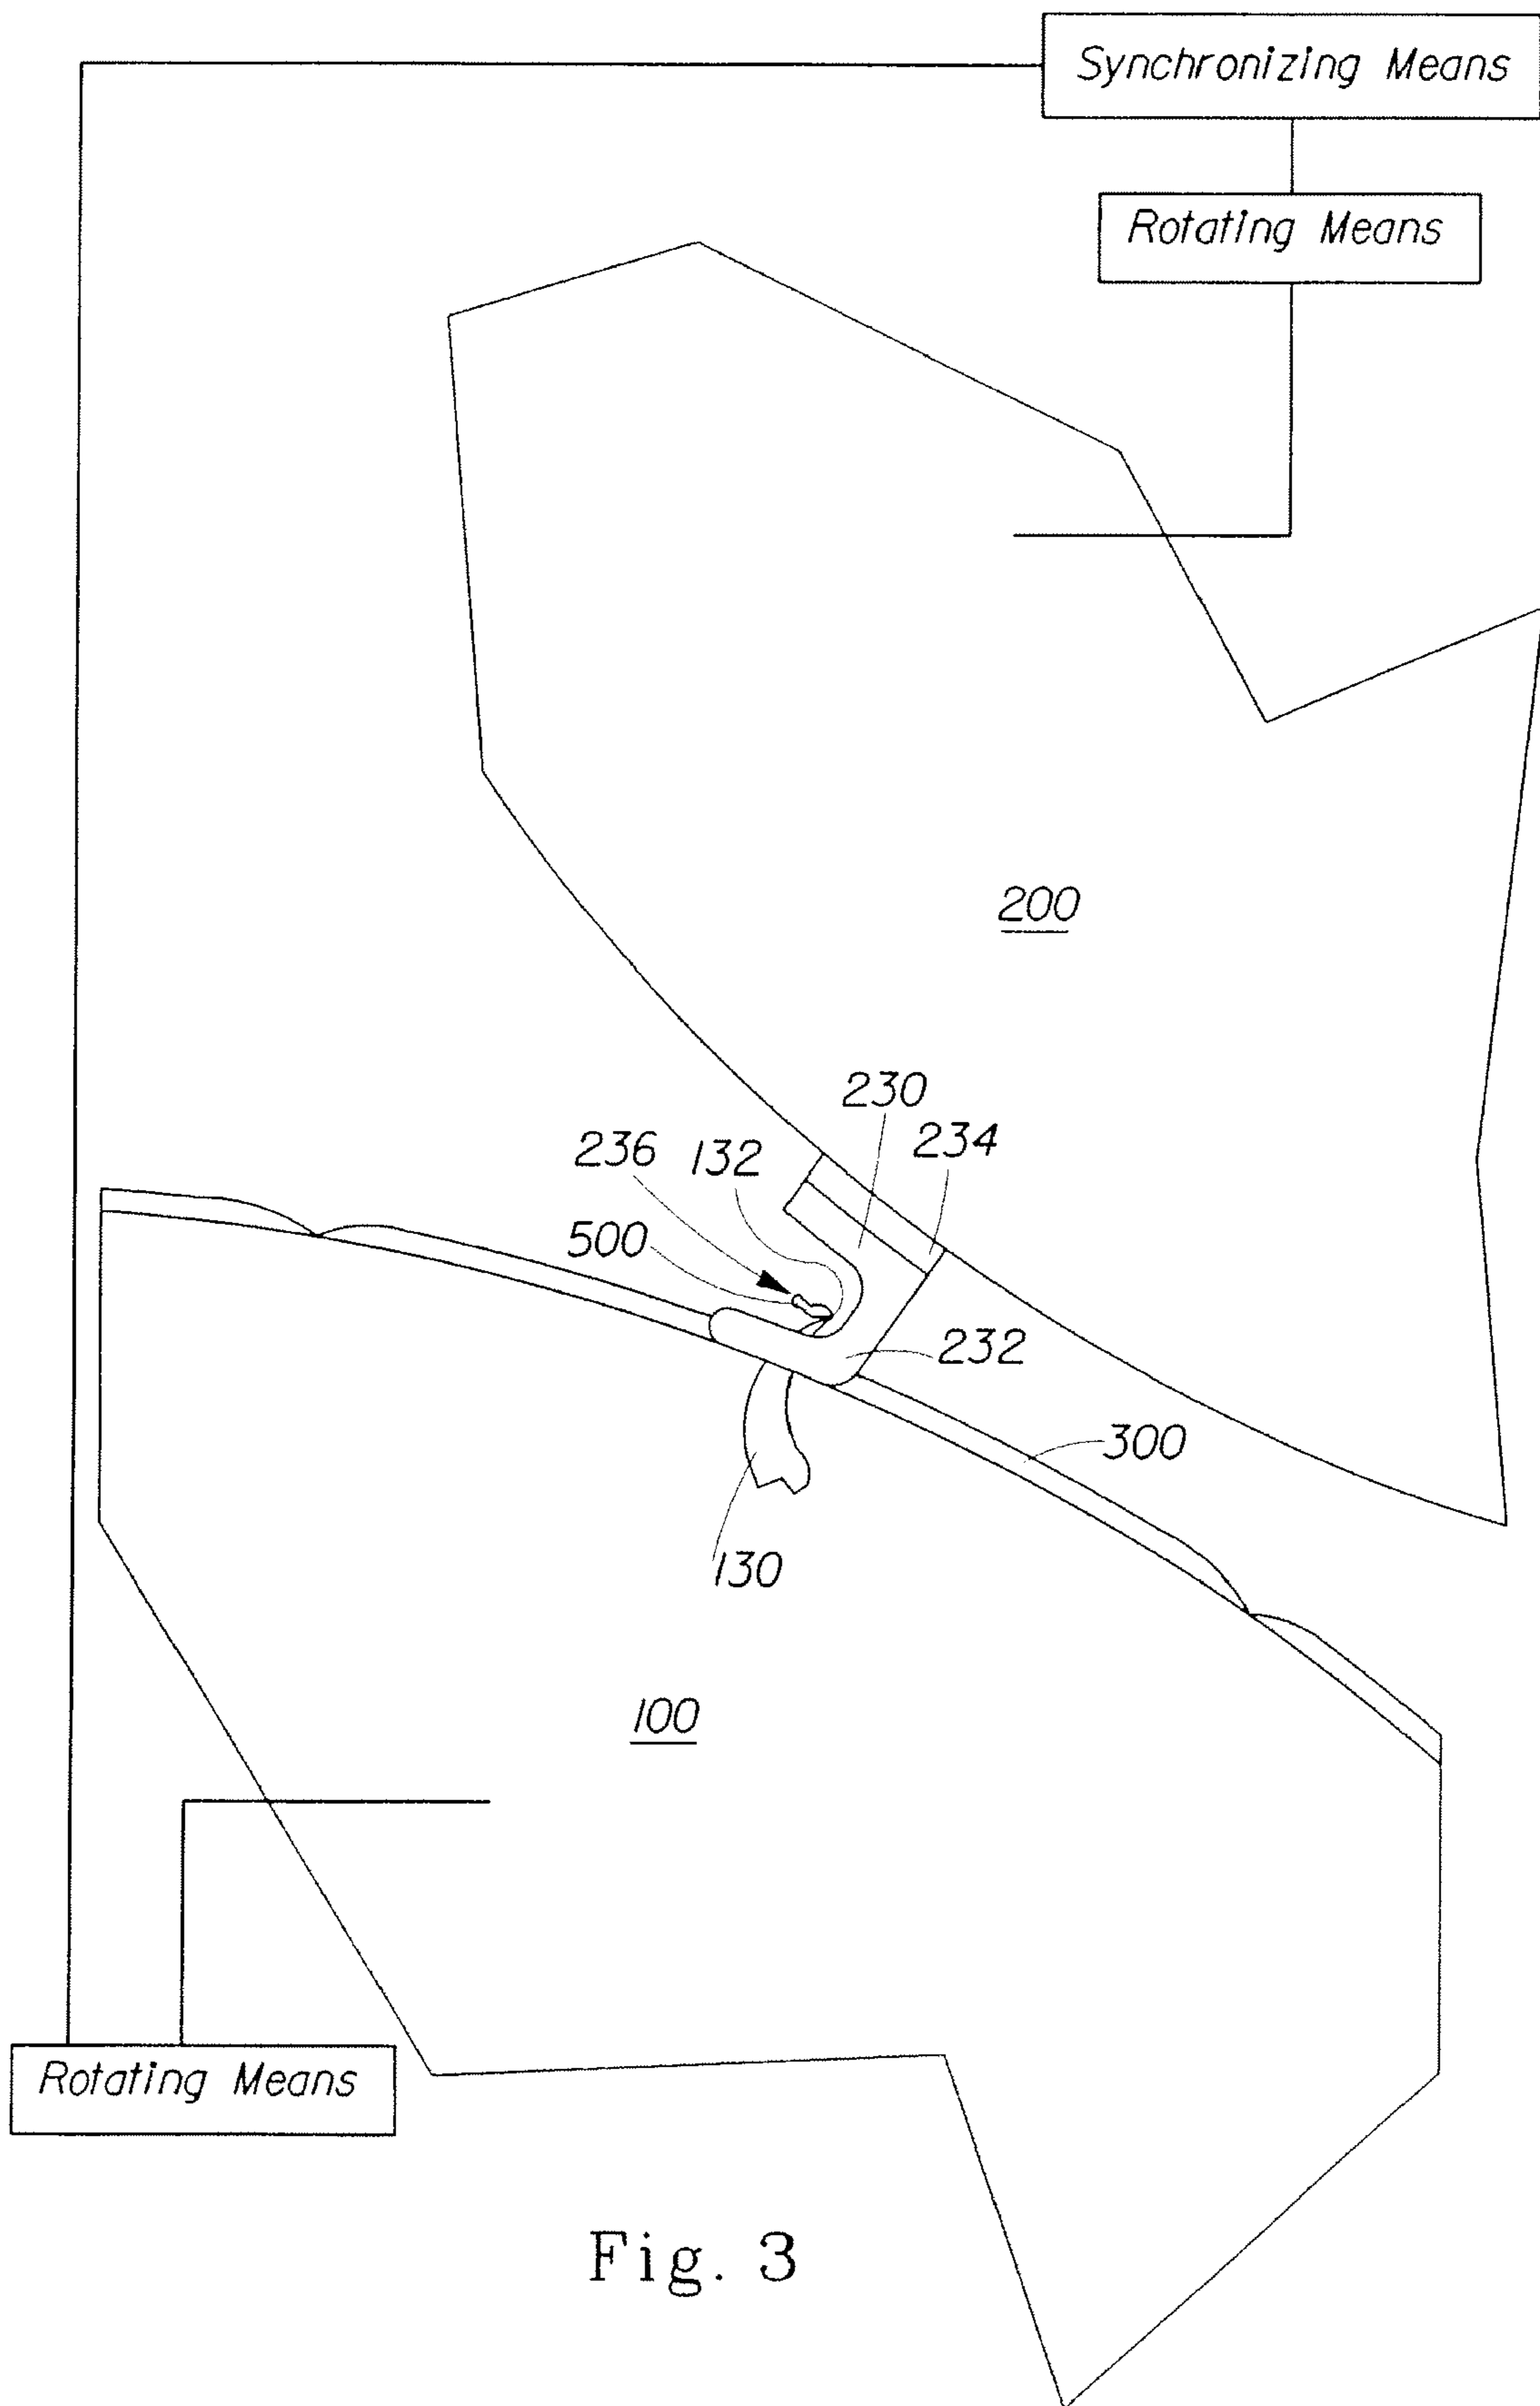 Synchronizing Means
Rotating Means
200
230
234
236
132
500
232
300
130
100
Rotating Means
Fig. 3